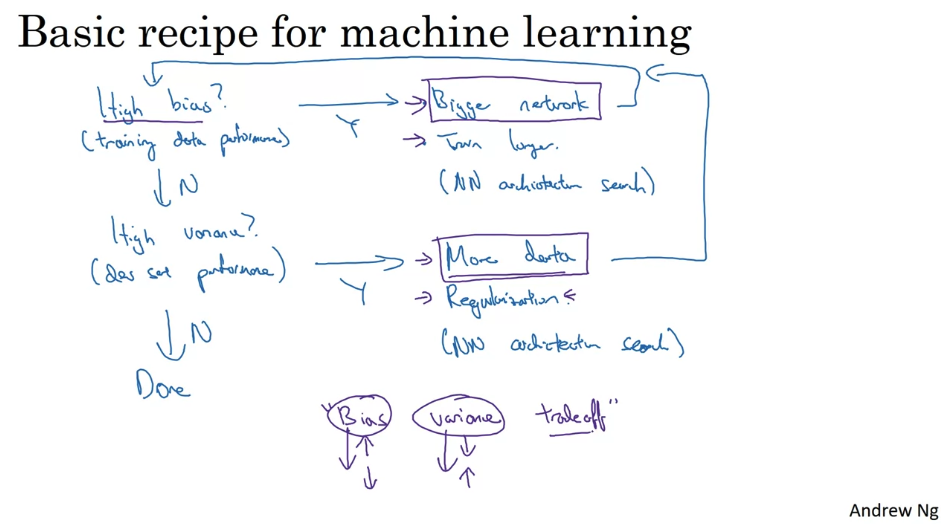 Basic recipe for machine learning
High bias?
(training data performance)
Y
Bigger network
Train longer.
(NN architecture search)
N
High variance?
(dev set performance)
Y
More data
Regularization
(NN architecture search)
N
Done
"Bias variance tradeoff"
Andrew Ng